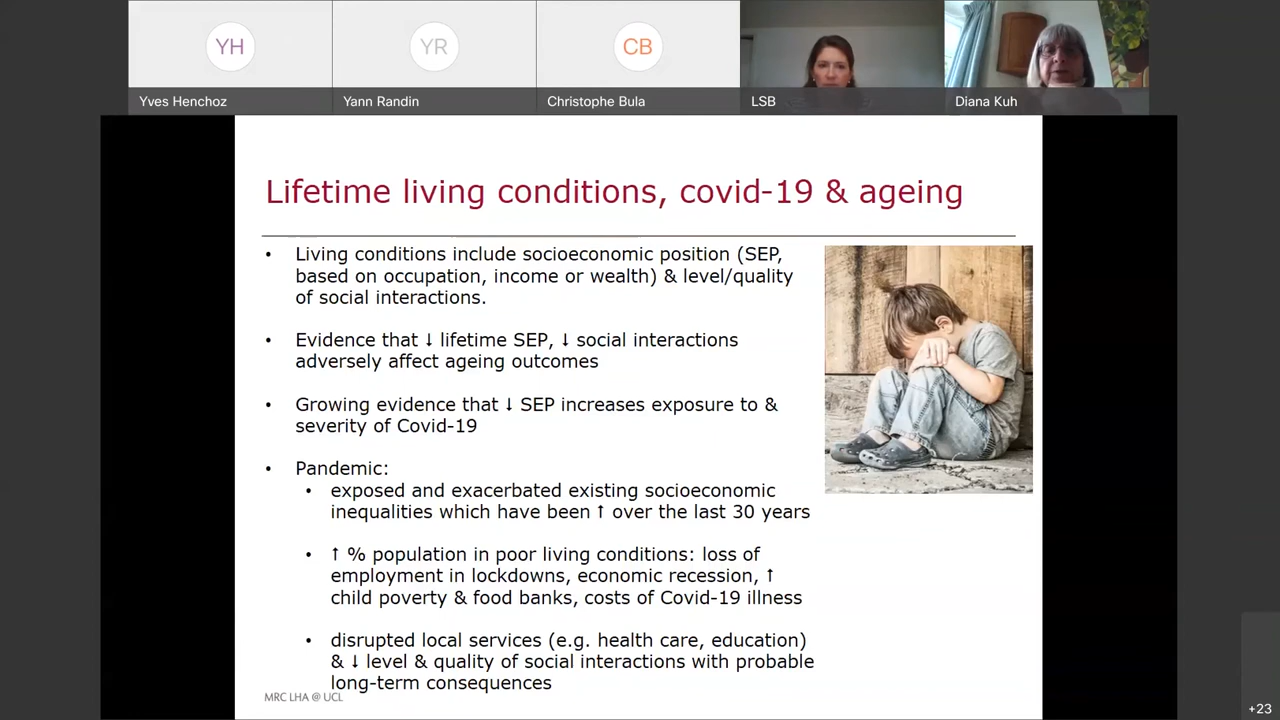 YH
YR
CB
Yves Henchoz
Yann Randin
Christophe Bula
LSB
Diana Kuh
Lifetime living conditions, covid-19 & ageing
• Living conditions include socioeconomic position (SEP,
based on occupation, income or wealth) & level/quality
of social interactions.
• Evidence that ↓ lifetime SEP, ↓ social interactions
adversely affect ageing outcomes
• Growing evidence that ↓ SEP increases exposure to &
severity of Covid-19
• Pandemic:
• exposed and exacerbated existing socioeconomic
inequalities which have been ↑ over the last 30 years
• ↑ % population in poor living conditions: loss of
employment in lockdowns, economic recession, ↑
child poverty & food banks, costs of Covid-19 illness
• disrupted local services (e.g. health care, education)
& ↓ level & quality of social interactions with probable
long-term consequences
MRC LHA @ UCL
+23